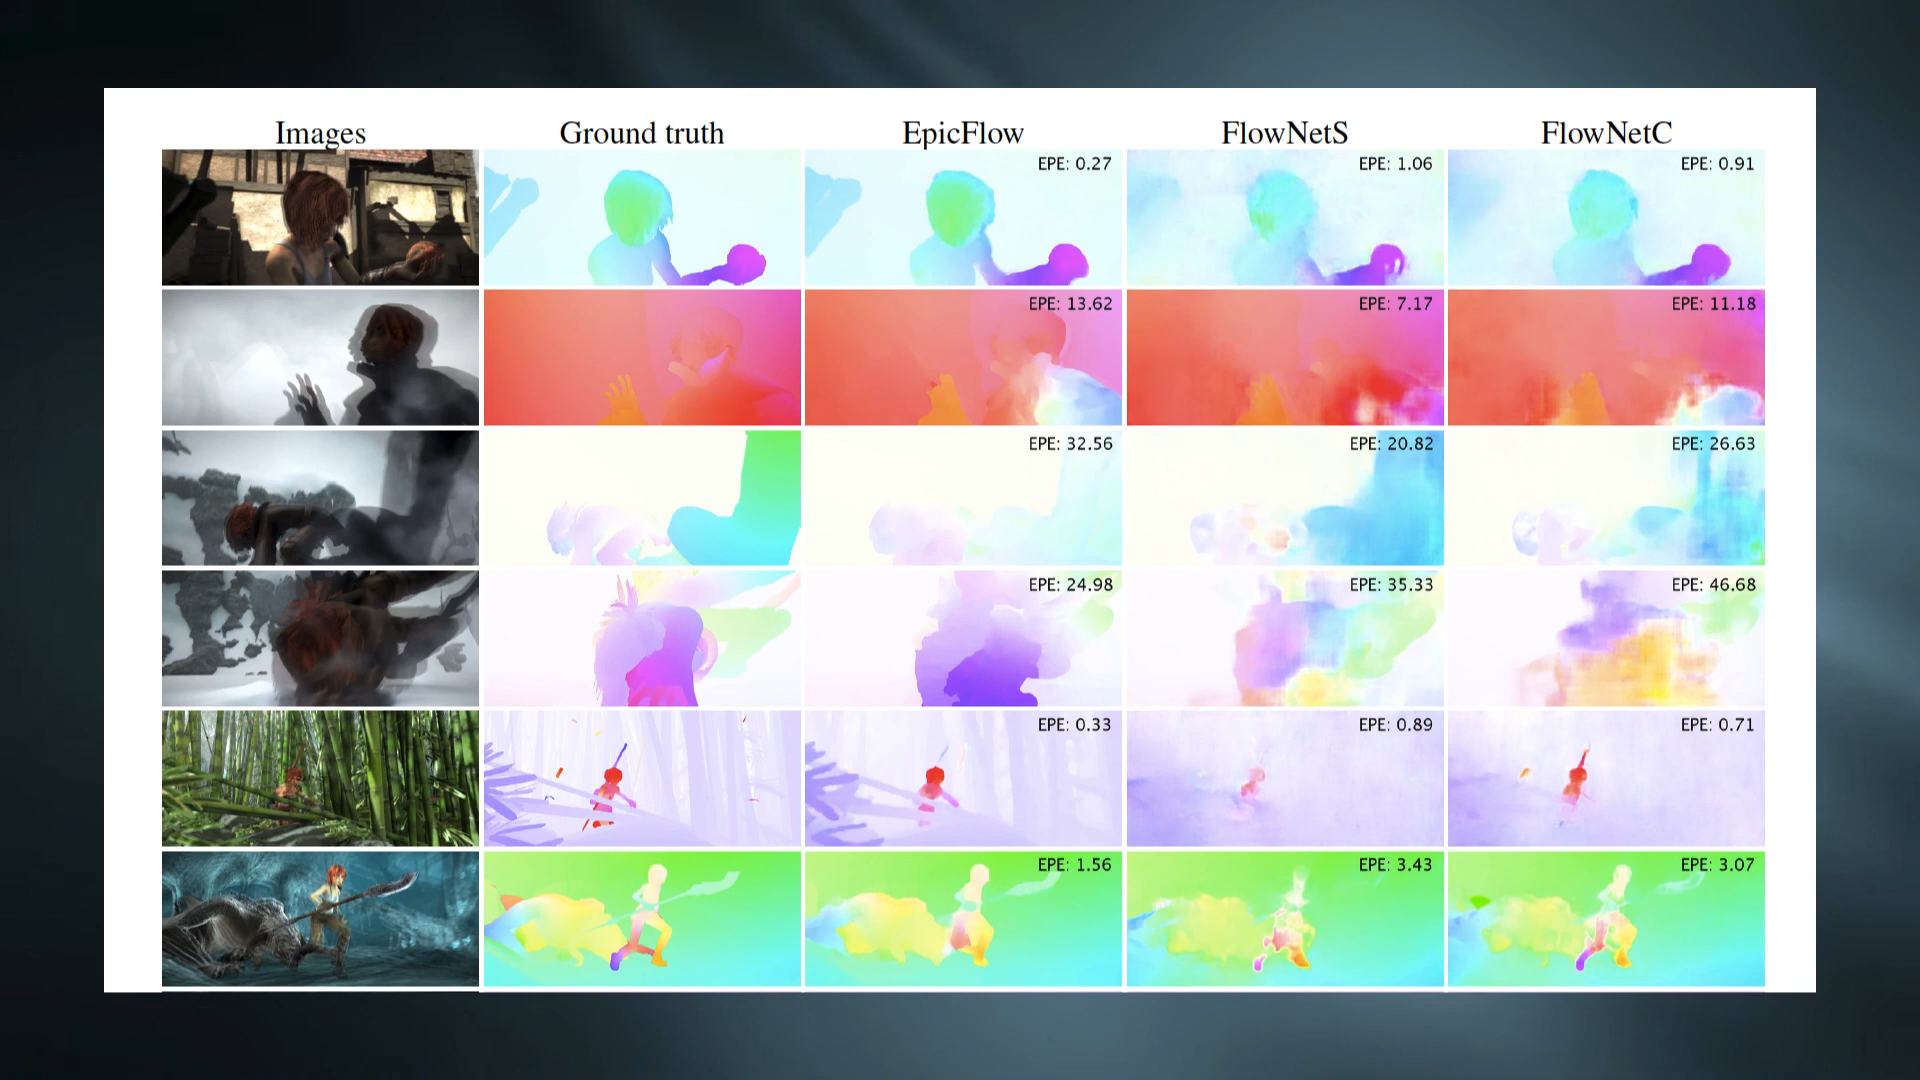 Images Ground truth EpicFlow FlowNetS FlowNetC
EPE: 0.27 EPE: 1.06 EPE: 0.91
EPE: 13.62 EPE: 7.17 EPE: 11.18
EPE: 32.56 EPE: 20.82 EPE: 26.63
EPE: 24.98 EPE: 35.33 EPE: 46.68
EPE: 0.33 EPE: 0.89 EPE: 0.71
EPE: 1.56 EPE: 3.43 EPE: 3.07